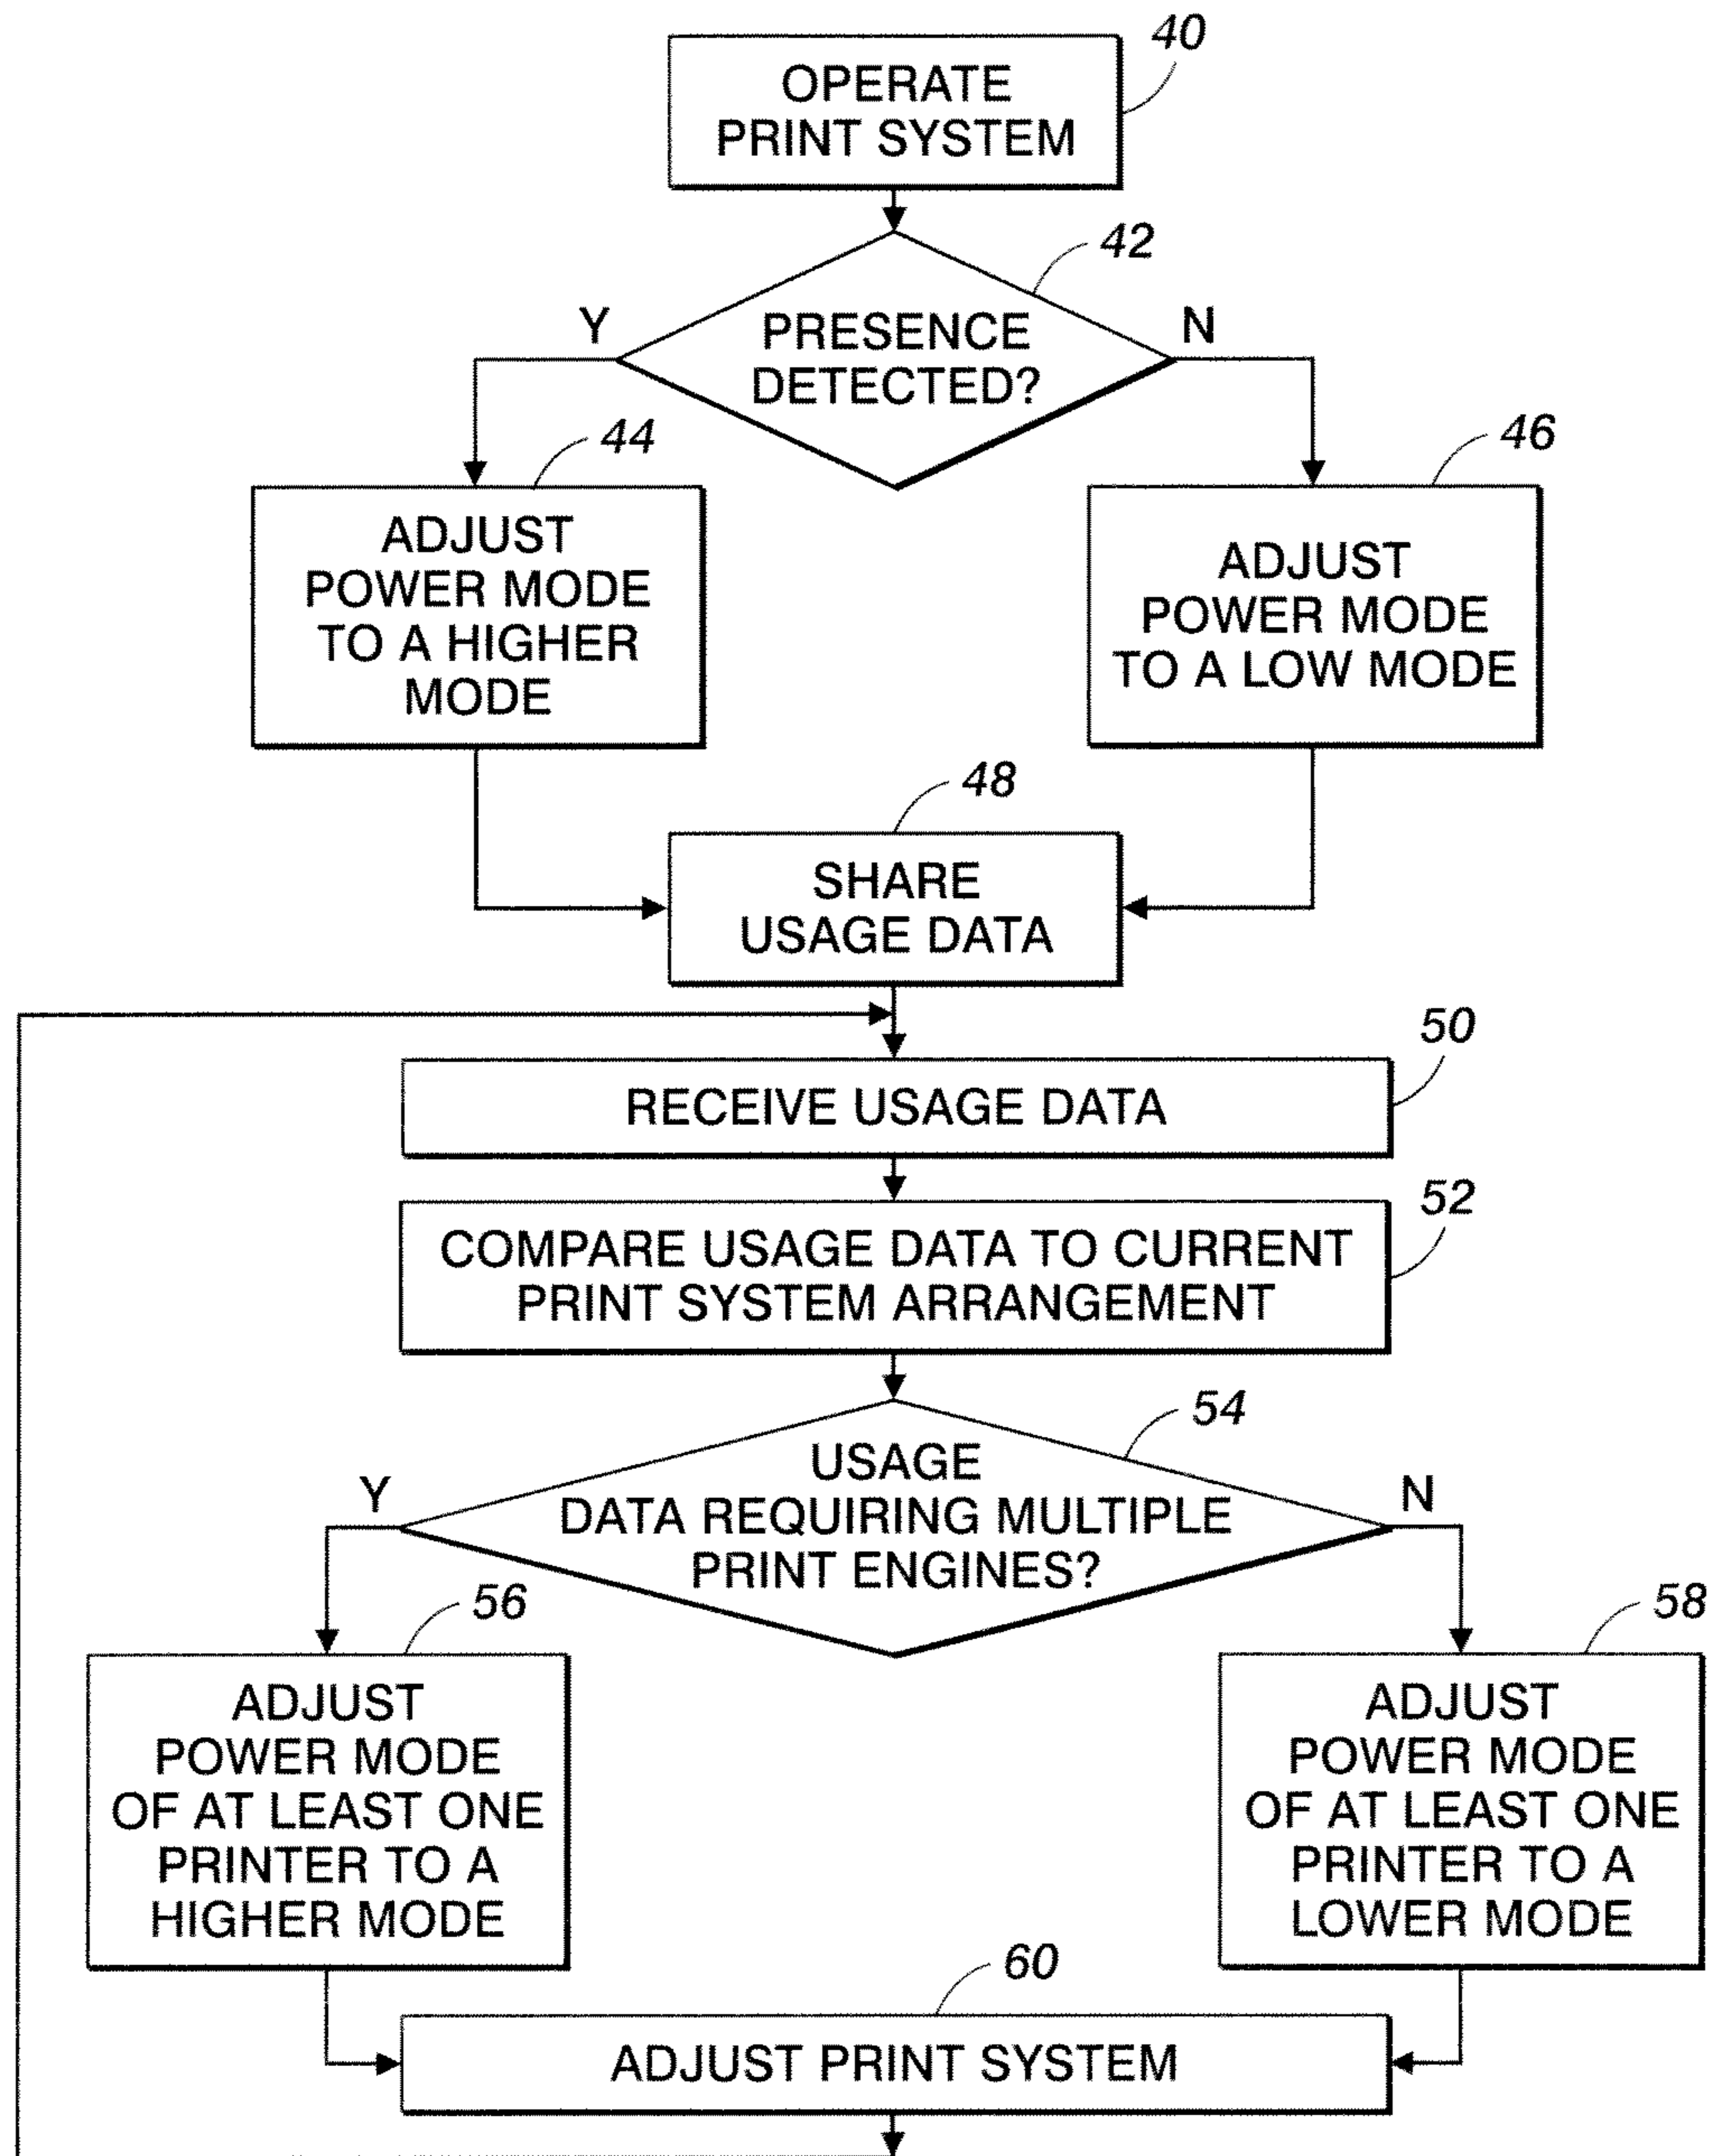 40
OPERATE
PRINT SYSTEM
42
Y
N
PRESENCE
DETECTED?
44
46
ADJUST
POWER MODE
TO A HIGHER
MODE
ADJUST
POWER MODE
TO A LOW MODE
48
SHARE
USAGE DATA
50
RECEIVE USAGE DATA
52
COMPARE USAGE DATA TO CURRENT
PRINT SYSTEM ARRANGEMENT
54
Y
N
USAGE
DATA REQUIRING MULTIPLE
PRINT ENGINES?
56
58
ADJUST
POWER MODE
OF AT LEAST ONE
PRINTER TO A
HIGHER MODE
ADJUST
POWER MODE
OF AT LEAST ONE
PRINTER TO A
LOWER MODE
60
ADJUST PRINT SYSTEM